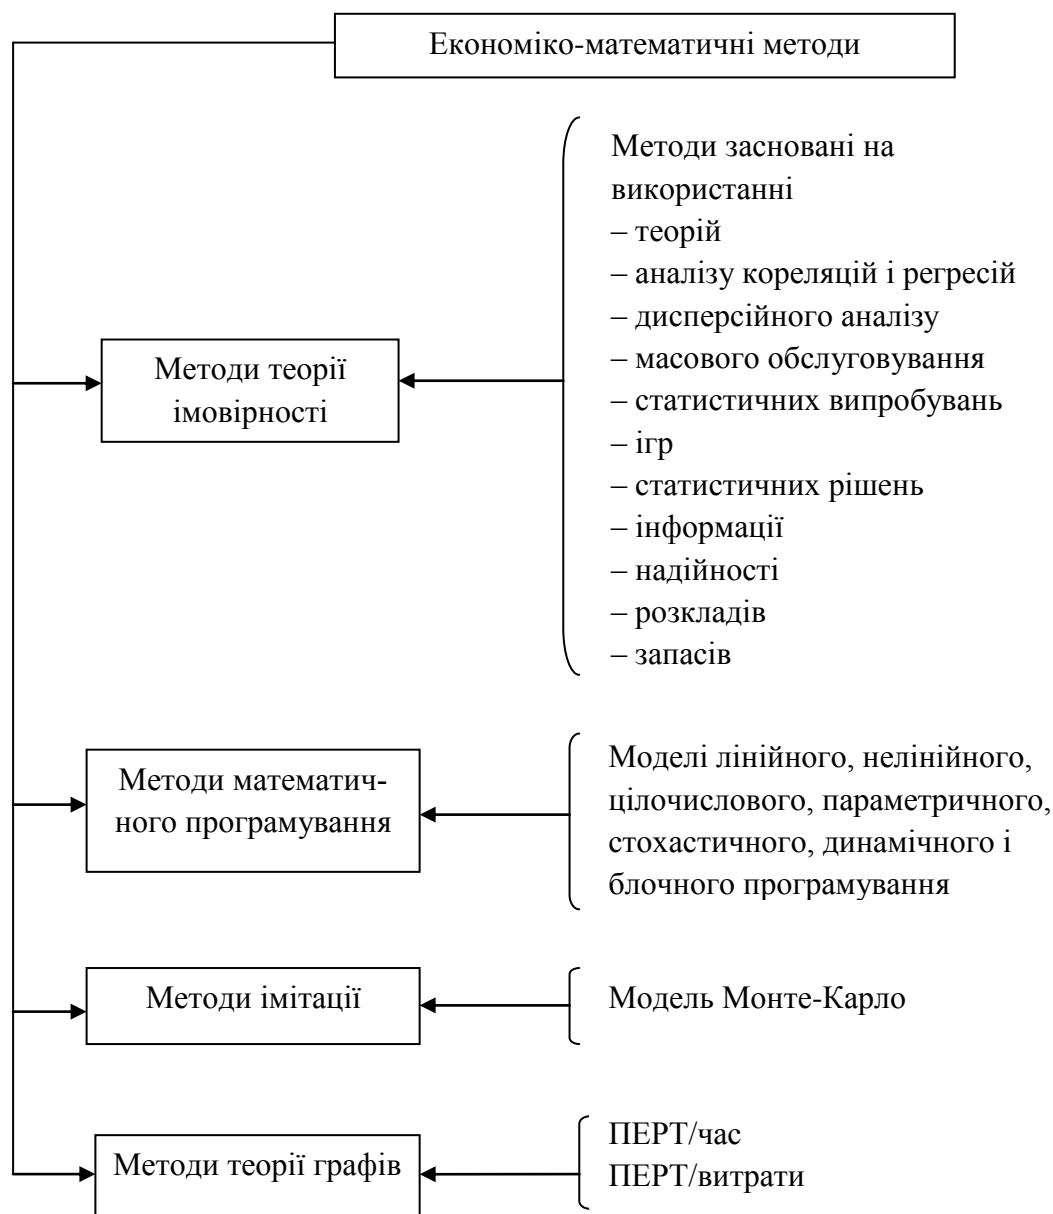 Економіко-математичні методи
Методи теорії
імовірності
Методи засновані на
використанні
– теорій
– аналізу кореляцій і регресій
– дисперсійного аналізу
– масового обслуговування
– статистичних випробувань
– ігр
– статистичних рішень
– інформації
– надійності
– розкладів
– запасів
Методи математич-
ного програмування
Моделі лінійного, нелінійного,
цілочислового, параметричного,
стохастичного, динамічного і
блочного програмування
Методи імітації
Модель Монте-Карло
Методи теорії графів
ПЕРТ/час
ПЕРТ/витрати